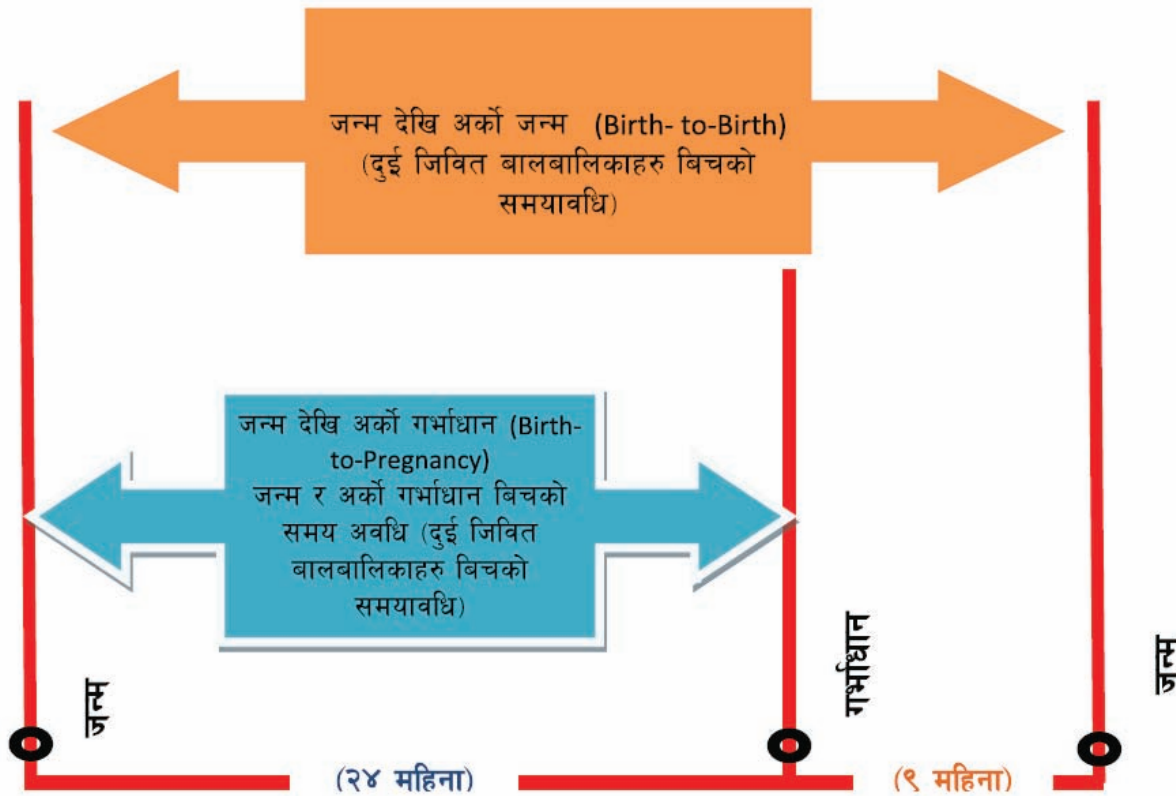 जन्म देखि अर्को जन्म (Birth- to-Birth)
(दुई जिवित बालबालिकाहरु बिचको
समयावधि)
जन्म देखि अर्को गर्भाधान (Birth-
to-Pregnancy)
जन्म र अर्को गर्भाधान बिचको
समय अवधि (दुई जिवित
बालबालिकाहरु बिचको
समयावधि)
जन्म
गर्भाधान
जन्म
(२४ महिना)
(९ महिना)